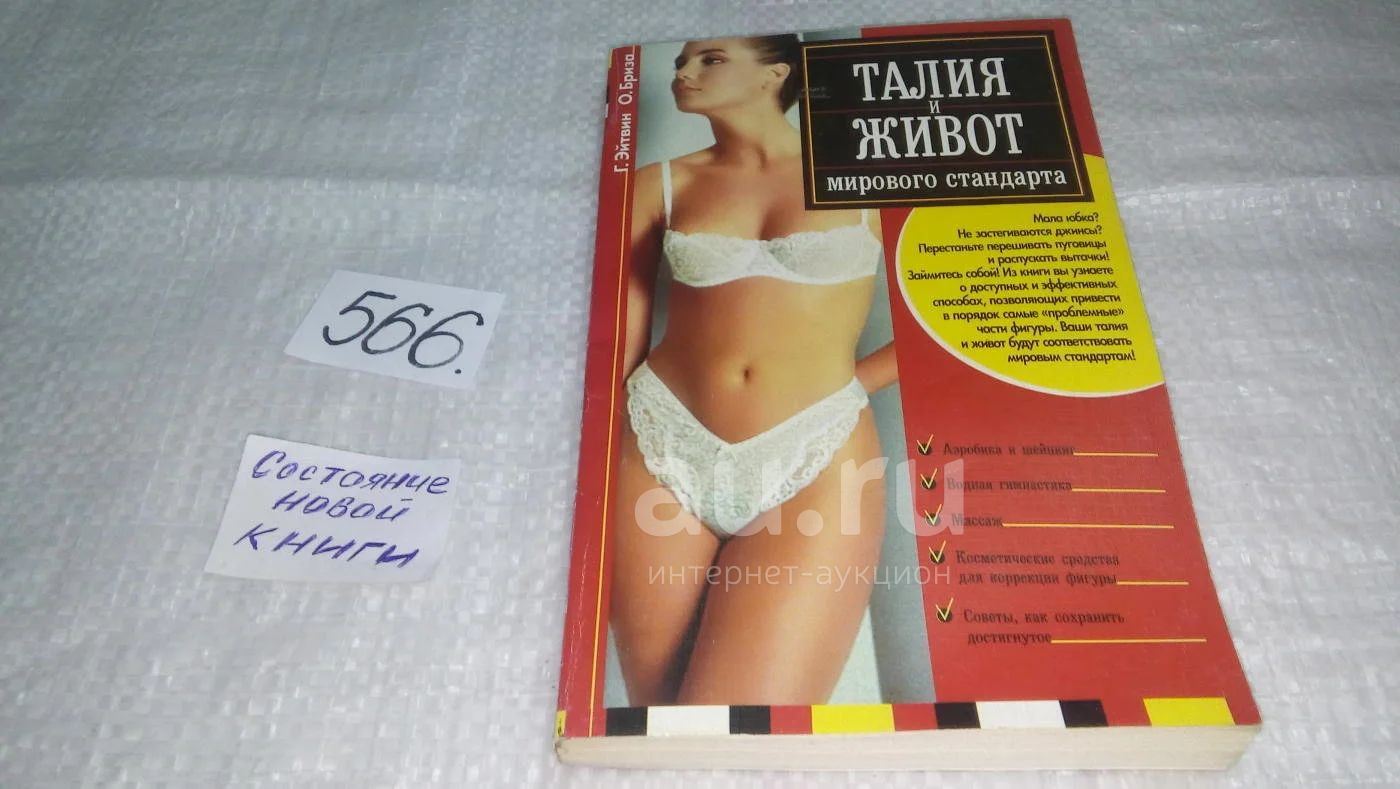 566.
Состояние
новой
книги
Г. Эйтвин О. Бриза
ТАЛИЯ
и
ЖИВОТ
мирового стандарта
Мала юбка?
Не застегиваются джинсы?
Перестаньте перешивать пуговицы
и распускать вытачки!
Займитесь собой! Из книги вы узнаете
о доступных и эффективных
способах, позволяющих привести
в порядок самые «проблемные»
части фигуры. Ваши талия
и живот будут соответствовать
мировым стандартам!
Аэробика и шейпинг
Водная гимнастика
Массаж
Косметические средства
для коррекции фигуры
Советы, как сохранить
достигнутое
au.ru
интернет-аукцион